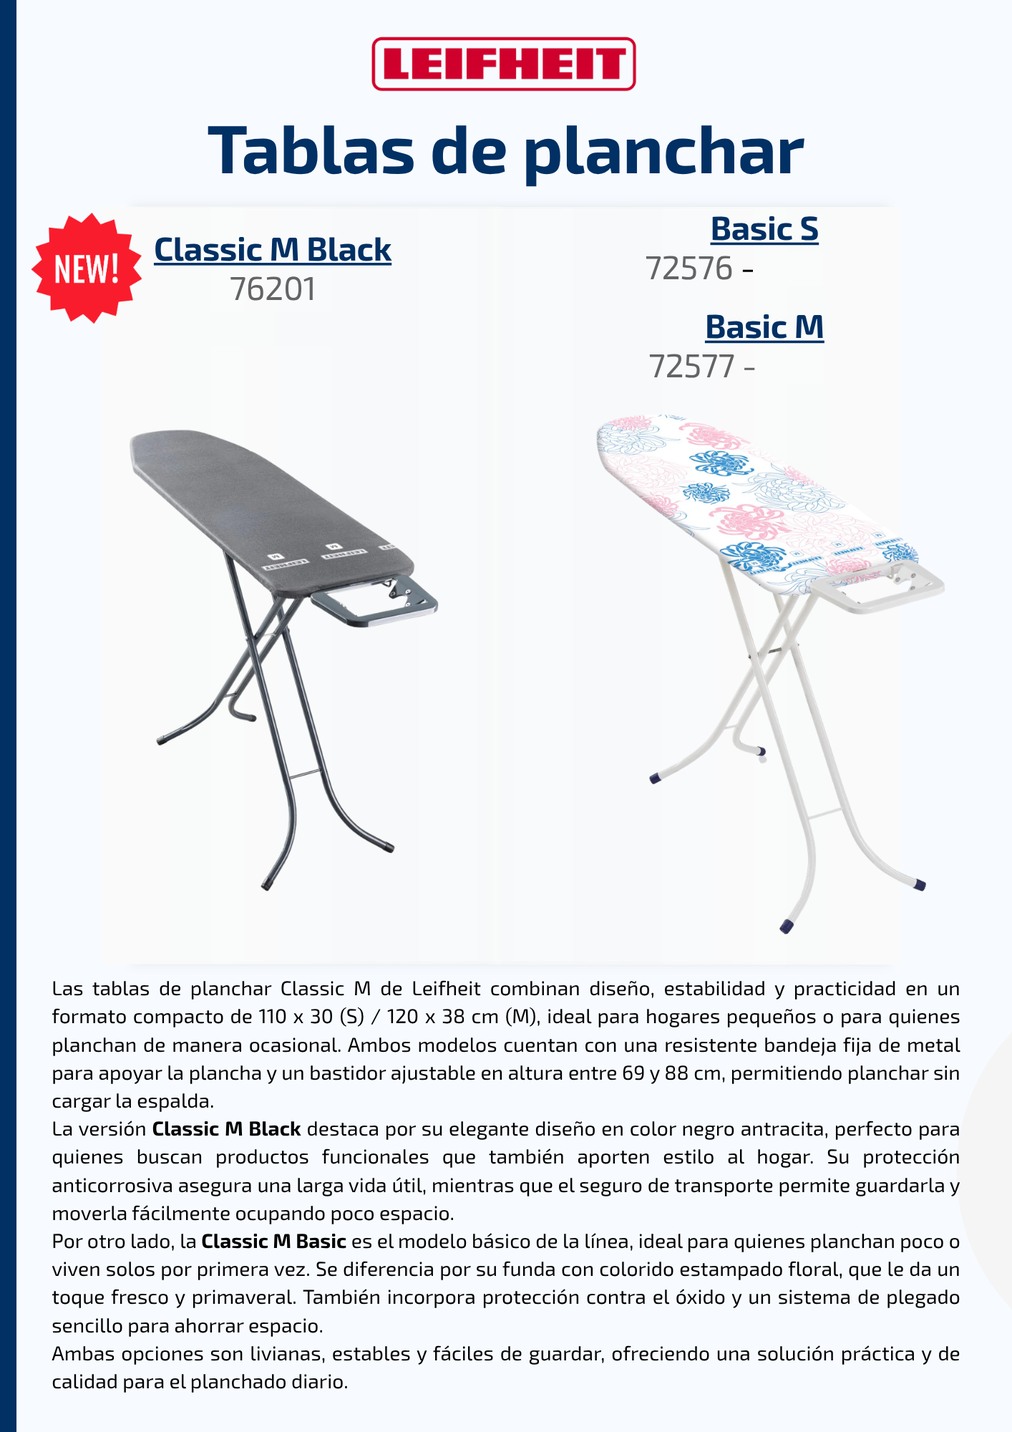 LEIFHEIT
Tablas de planchar
NEW!
Classic M Black
76201
Basic S
72576 -
Basic M
72577 -
Las tablas de planchar Classic M de Leifheit combinan diseño, estabilidad y practicidad en un
formato compacto de 110 x 30 (S) / 120 x 38 cm (M), ideal para hogares pequeños o para quienes
planchan de manera ocasional. Ambos modelos cuentan con una resistente bandeja fija de metal
para apoyar la plancha y un bastidor ajustable en altura entre 69 y 88 cm, permitiendo planchar sin
cargar la espalda.
La versión Classic M Black destaca por su elegante diseño en color negro antracita, perfecto para
quienes buscan productos funcionales que también aporten estilo al hogar. Su protección
anticorrosiva asegura una larga vida útil, mientras que el seguro de transporte permite guardarla y
moverla fácilmente ocupando poco espacio.
Por otro lado, la Classic M Basic es el modelo básico de la línea, ideal para quienes planchan poco o
viven solos por primera vez. Se diferencia por su funda con colorido estampado floral, que le da un
toque fresco y primaveral. También incorpora protección contra el óxido y un sistema de plegado
sencillo para ahorrar espacio.
Ambas opciones son livianas, estables y fáciles de guardar, ofreciendo una solución práctica y de
calidad para el planchado diario.